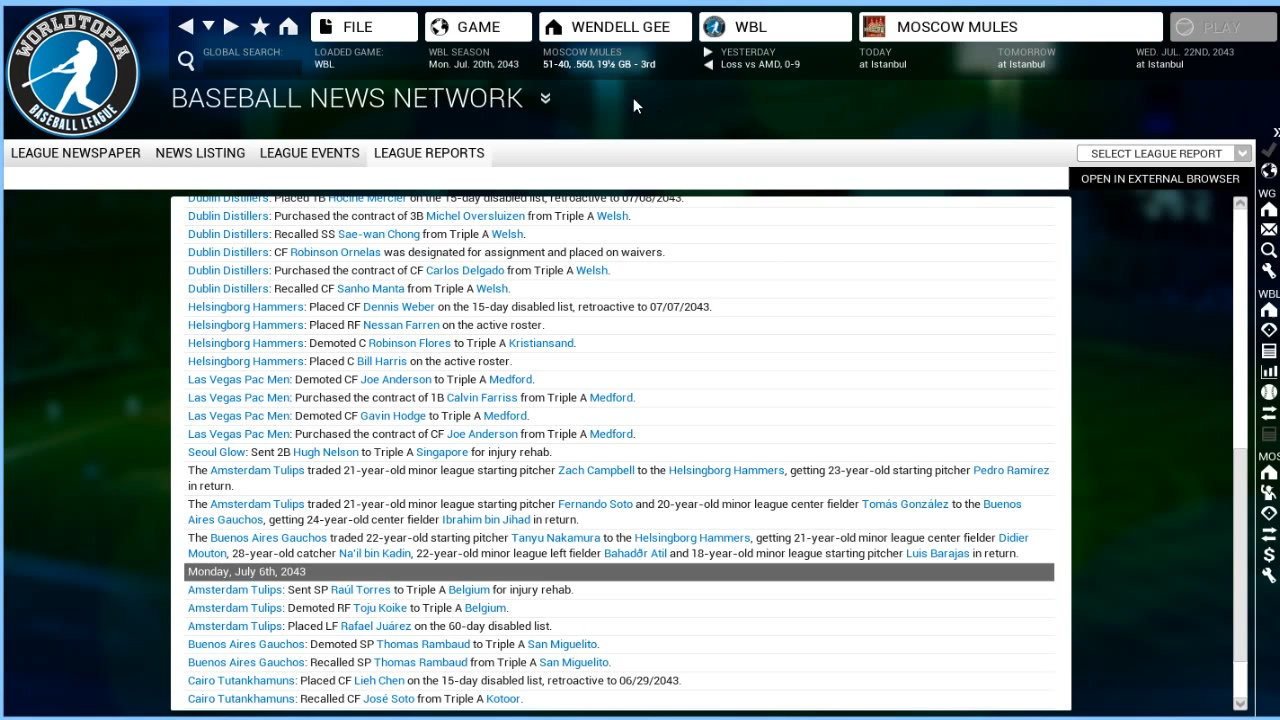 WORLDTOPIA
BASEBALL LEAGUE
FILE
GAME
WENDELL GEE
WBL
MOSCOW MULES
PLAY
GLOBAL SEARCH:
LOADED GAME:
WBL
WBL SEASON
Mon. Jul. 20th, 2043
MOSCOW MULES
51-40, .560, 19½ GB - 3rd
YESTERDAY
Loss vs AMD, 0-9
TODAY
at Istanbul
TOMORROW
at Istanbul
WED. JUL. 22ND, 2043
at Istanbul
BASEBALL NEWS NETWORK
LEAGUE NEWSPAPER
NEWS LISTING
LEAGUE EVENTS
LEAGUE REPORTS
SELECT LEAGUE REPORT
OPEN IN EXTERNAL BROWSER
Dublin Distillers: Placed 1B Hocine Mercier on the 15-day disabled list, retroactive to 07/08/2043.
Dublin Distillers: Purchased the contract of 3B Michel Oversluizen from Triple A Welsh.
Dublin Distillers: Recalled SS Sae-wan Chong from Triple A Welsh.
Dublin Distillers: CF Robinson Ornelas was designated for assignment and placed on waivers.
Dublin Distillers: Purchased the contract of CF Carlos Delgado from Triple A Welsh.
Dublin Distillers: Recalled CF Sanho Manta from Triple A Welsh.
Helsingborg Hammers: Placed CF Dennis Weber on the 15-day disabled list, retroactive to 07/07/2043.
Helsingborg Hammers: Placed RF Nessan Farren on the active roster.
Helsingborg Hammers: Demoted C Robinson Flores to Triple A Kristiansand.
Helsingborg Hammers: Placed C Bill Harris on the active roster.
Las Vegas Pac Men: Demoted CF Joe Anderson to Triple A Medford.
Las Vegas Pac Men: Purchased the contract of 1B Calvin Farriss from Triple A Medford.
Las Vegas Pac Men: Demoted CF Gavin Hodge to Triple A Medford.
Las Vegas Pac Men: Purchased the contract of CF Joe Anderson from Triple A Medford.
Seoul Glow: Sent 2B Hugh Nelson to Triple A Singapore for injury rehab.
The Amsterdam Tulips traded 21-year-old minor league starting pitcher Zach Campbell to the Helsingborg Hammers, getting 23-year-old starting pitcher Pedro Ramírez
in return.
The Amsterdam Tulips traded 21-year-old minor league starting pitcher Fernando Soto and 20-year-old minor league center fielder Tomás González to the Buenos
Aires Gauchos, getting 24-year-old center fielder Ibrahim bin Jihad in return.
The Buenos Aires Gauchos traded 22-year-old starting pitcher Tanyu Nakamura to the Helsingborg Hammers, getting 21-year-old minor league center fielder Didier
Mouton, 28-year-old catcher Na'il bin Kadin, 22-year-old minor league left fielder Bahadðr Atil and 18-year-old minor league starting pitcher Luis Barajas in return.
Monday, July 6th, 2043
Amsterdam Tulips: Sent SP Raúl Torres to Triple A Belgium for injury rehab.
Amsterdam Tulips: Demoted RF Toju Koike to Triple A Belgium.
Amsterdam Tulips: Placed LF Rafael Juárez on the 60-day disabled list.
Buenos Aires Gauchos: Demoted SP Thomas Rambaud to Triple A San Miguelito.
Buenos Aires Gauchos: Recalled SP Thomas Rambaud from Triple A San Miguelito.
Cairo Tutankhamuns: Placed CF Lieh Chen on the 15-day disabled list, retroactive to 06/29/2043.
Cairo Tutankhamuns: Recalled CF José Soto from Triple A Kotoor.
WG
WBL
MOS